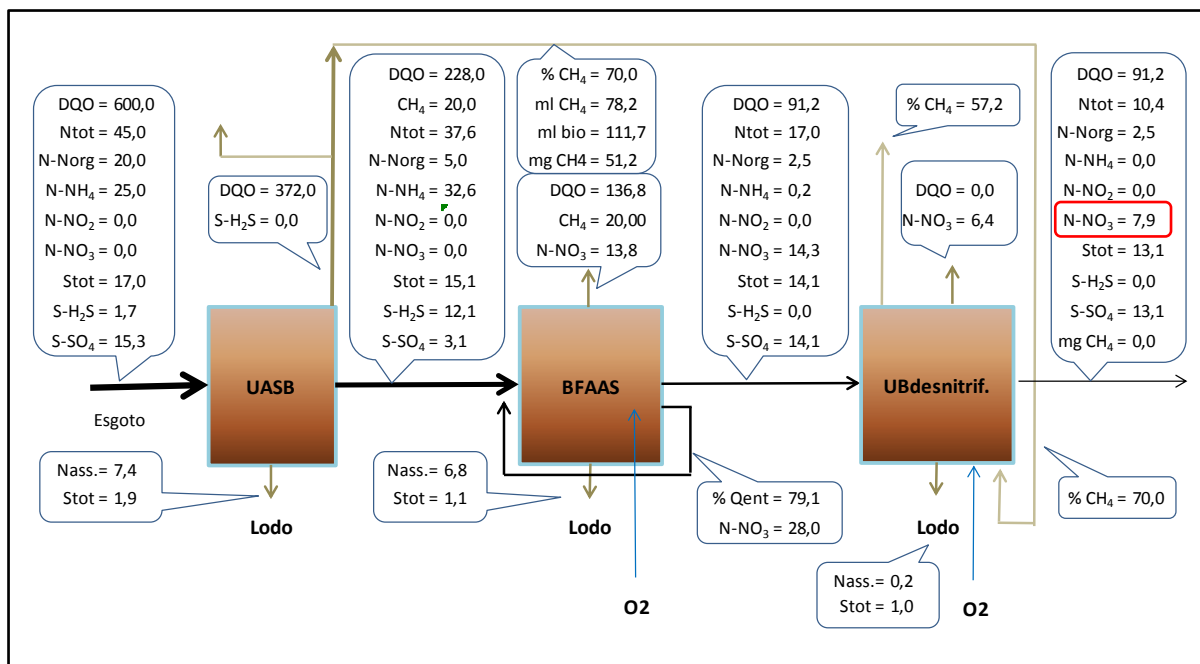 DQO = 600,0
Ntot = 45,0
N-Norg = 20,0
N-NH₄ = 25,0
N-NO₂ = 0,0
N-NO₃ = 0,0
Stot = 17,0
S-H₂S = 1,7
S-SO₄ = 15,3
DQO = 372,0
S-H₂S = 0,0
DQO = 228,0
CH₄ = 20,0
Ntot = 37,6
N-Norg = 5,0
N-NH₄ = 32,6
N-NO₂ = 0,0
N-NO₃ = 0,0
Stot = 15,1
S-H₂S = 12,1
S-SO₄ = 3,1
% CH₄ = 70,0
ml CH₄ = 78,2
ml bio = 111,7
mg CH4 = 51,2
DQO = 136,8
CH₄ = 20,00
N-NO₃ = 13,8
DQO = 91,2
Ntot = 17,0
N-Norg = 2,5
N-NH₄ = 0,2
N-NO₂ = 0,0
N-NO₃ = 14,3
Stot = 14,1
S-H₂S = 0,0
S-SO₄ = 14,1
% CH₄ = 57,2
DQO = 0,0
N-NO₃ = 6,4
DQO = 91,2
Ntot = 10,4
N-Norg = 2,5
N-NH₄ = 0,0
N-NO₂ = 0,0
N-NO₃ = 7,9
Stot = 13,1
S-H₂S = 0,0
S-SO₄ = 13,1
mg CH₄ = 0,0
Esgoto
UASB
BFAAS
UBdesnitrif.
Nass.= 7,4
Stot = 1,9
Lodo
Nass.= 6,8
Stot = 1,1
Lodo
% Qent = 79,1
N-NO₃ = 28,0
O2
Lodo
Nass.= 0,2
Stot = 1,0
O2
% CH₄ = 70,0